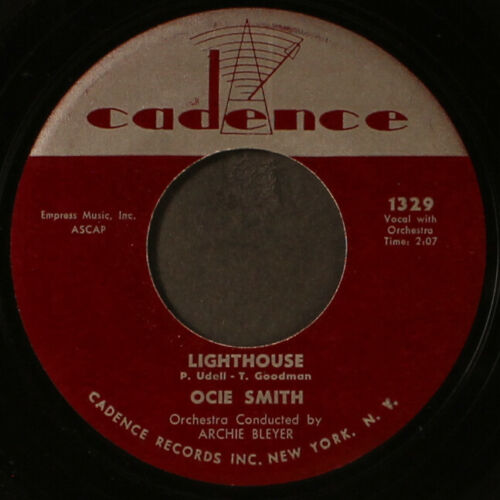 cadence
Empress Music, Inc.
ASCAP
1329
Vocal with
Orchestra
Time: 2:07
LIGHTHOUSE
P. Udell - T. Goodman
OCIE SMITH
Orchestra Conducted by
ARCHIE BLEYER
CADENCE RECORDS INC. NEW YORK, N. Y.